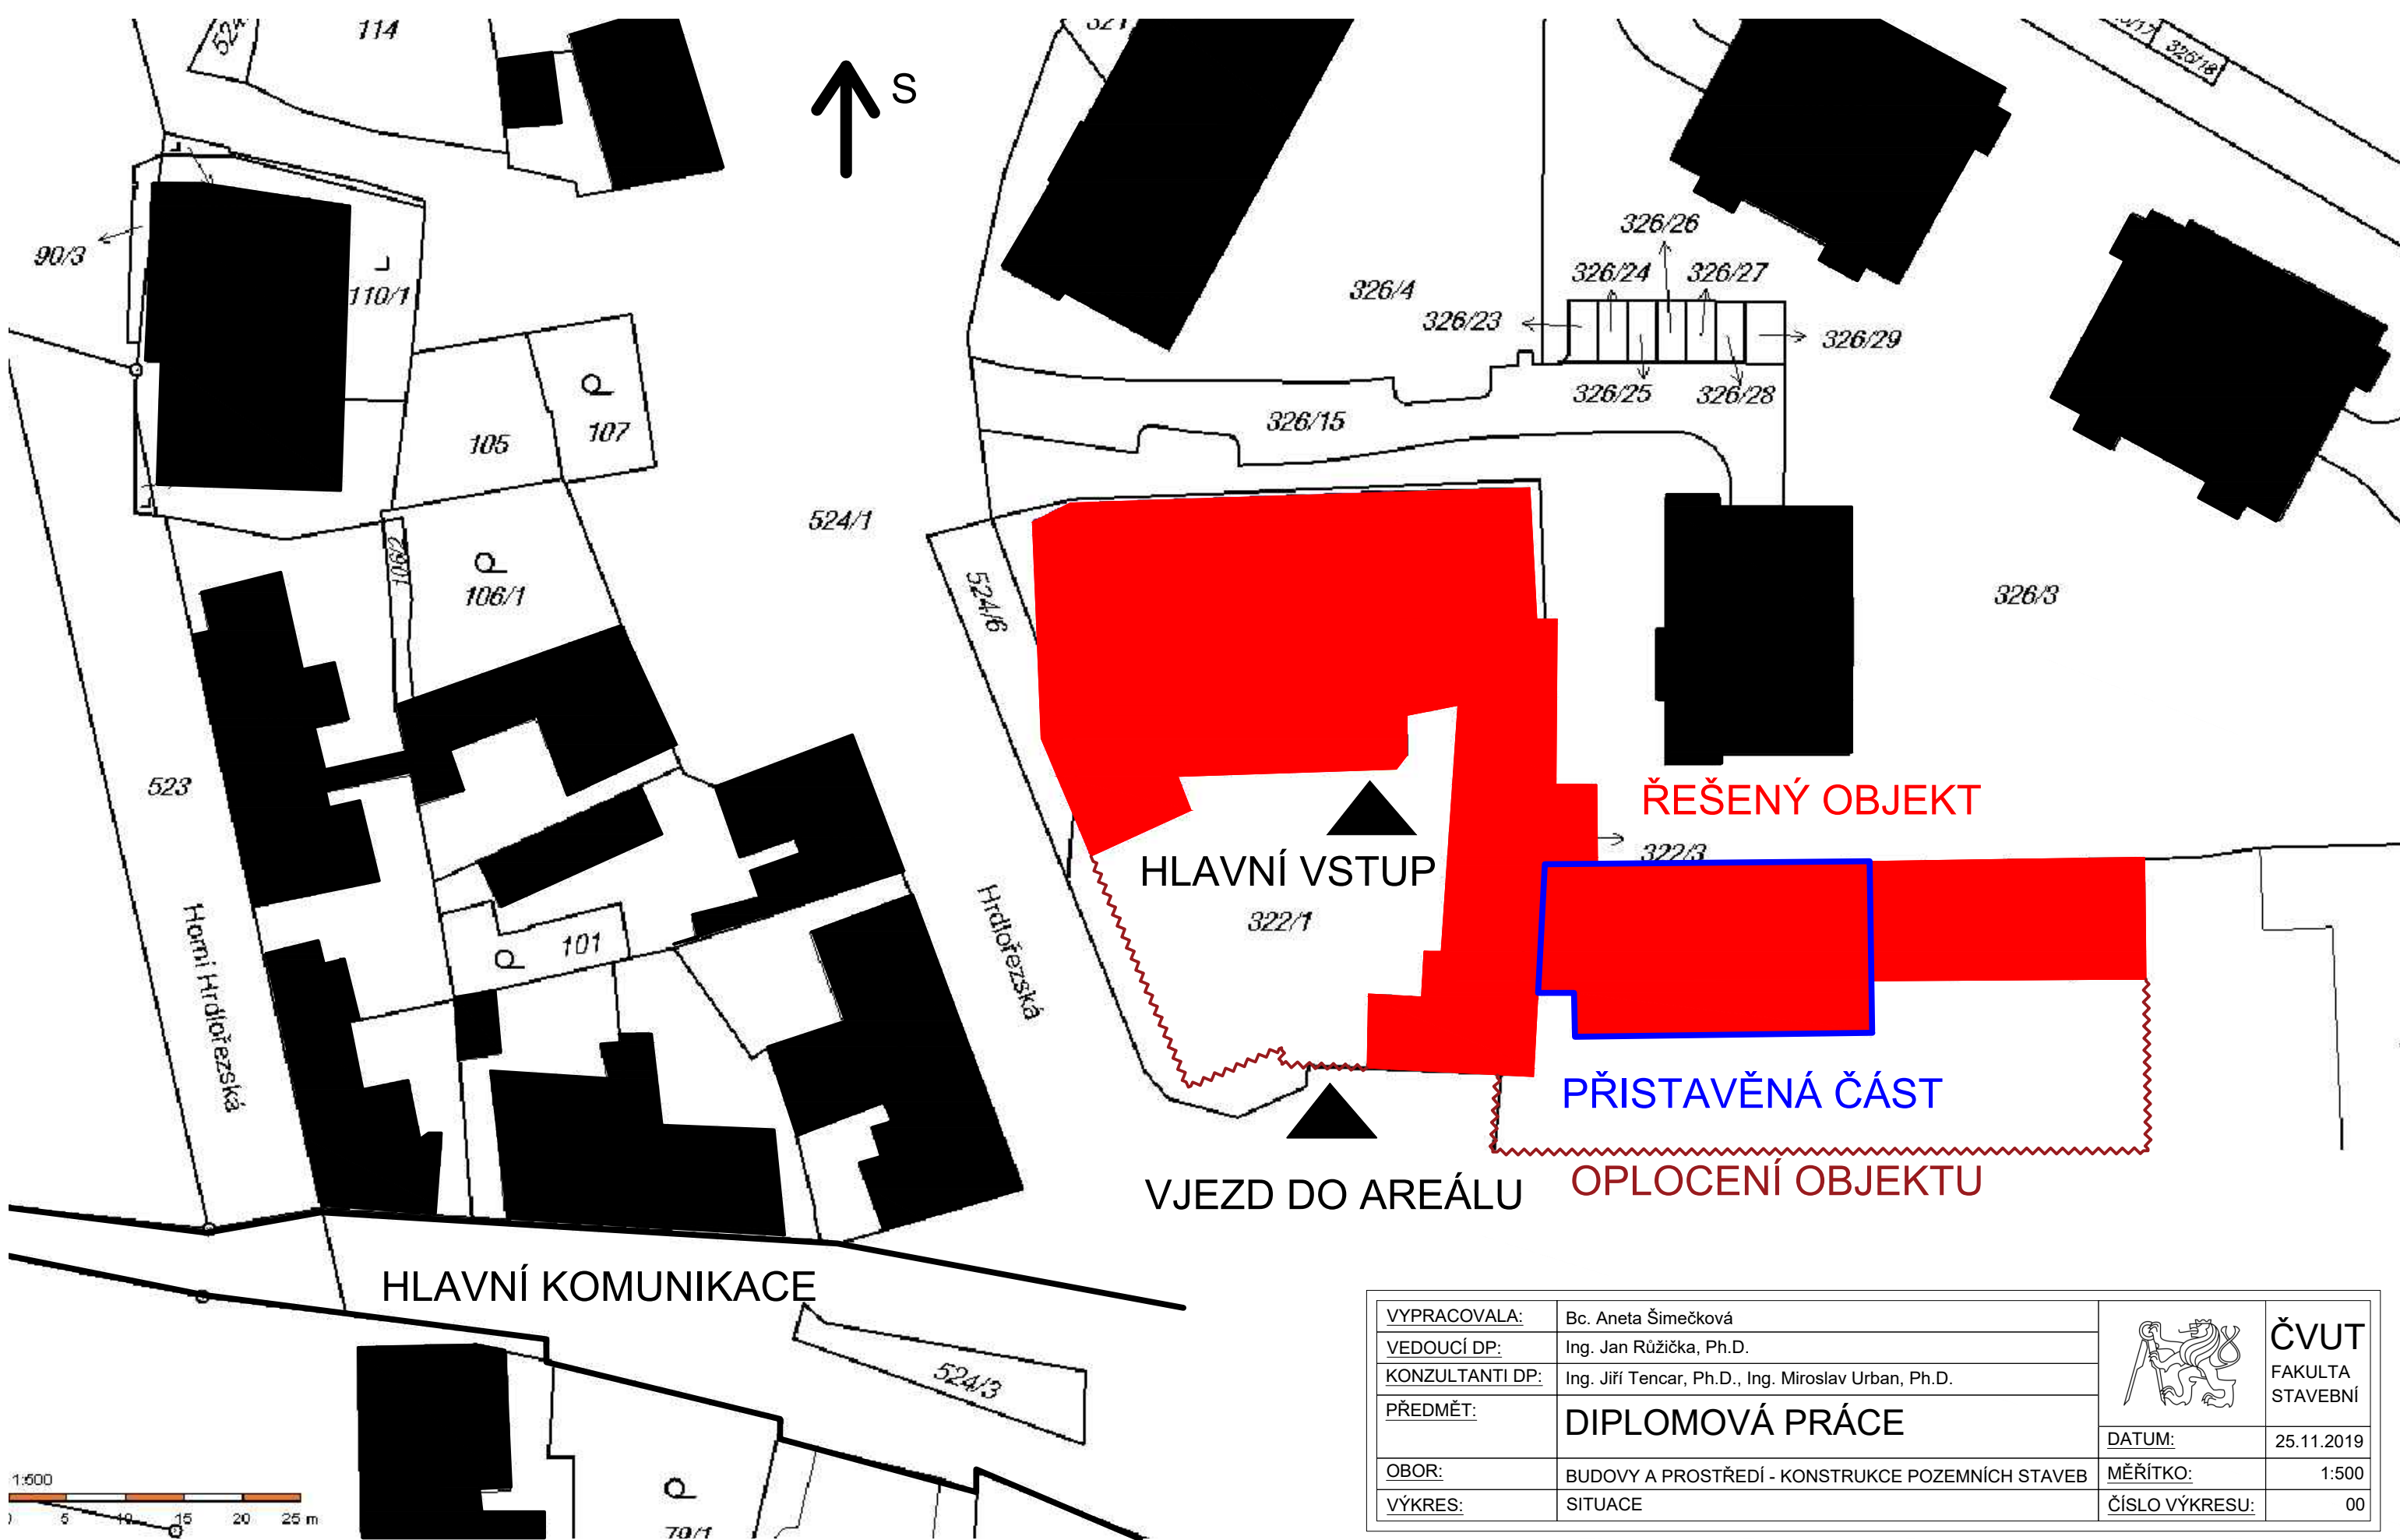 114
S
326/18
90/3
110/1
326/26
326/24
326/27
326/4
326/23
326/29
326/25
326/28
105
107
326/15
524/1
106/2
106/1
524/6
326/3
523
ŘEŠENÝ OBJEKT
322/3
HLAVNÍ VSTUP
322/1
Horní Hrdlořezská
101
Hrdlořezská
PŘISTAVĚNÁ ČÁST
VJEZD DO AREÁLU
OPLOCENÍ OBJEKTU
HLAVNÍ KOMUNIKACE
524/3
79/1
1:500
5 10 15 20 25 m
VYPRACOVALA: Bc. Aneta Šimečková
VEDOUCÍ DP: Ing. Jan Růžička, Ph.D.
KONZULTANTI DP: Ing. Jiří Tencar, Ph.D., Ing. Miroslav Urban, Ph.D.
PŘEDMĚT: DIPLOMOVÁ PRÁCE
OBOR: BUDOVY A PROSTŘEDÍ - KONSTRUKCE POZEMNÍCH STAVEB
VÝKRES: SITUACE
ČVUT
FAKULTA
STAVEBNÍ
DATUM: 25.11.2019
MĚŘÍTKO: 1:500
ČÍSLO VÝKRESU: 00